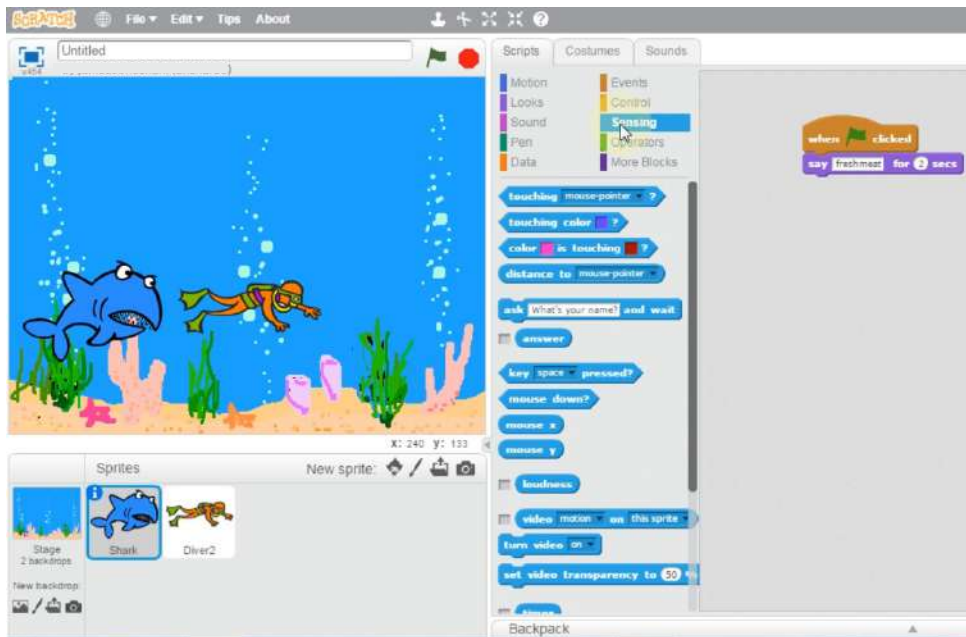 SCRATCH File Edit Tips About
Untitled
v454
Scripts Costumes Sounds
Motion Events
Looks Control
Sound Sensing
Pen Operators
Data More Blocks
when clicked
say freshmeat for 2 secs
touching mouse-pointer ?
touching color ?
color is touching ?
distance to mouse-pointer
ask What's your name? and wait
answer
key space pressed?
mouse down?
mouse x
mouse y
loudness
video motion on this sprite
turn video on
set video transparency to 50 %
timer
X: 240 y: 133
Sprites New sprite:
Stage
2 backdrops
Shark Diver2
New backdrop:
Backpack